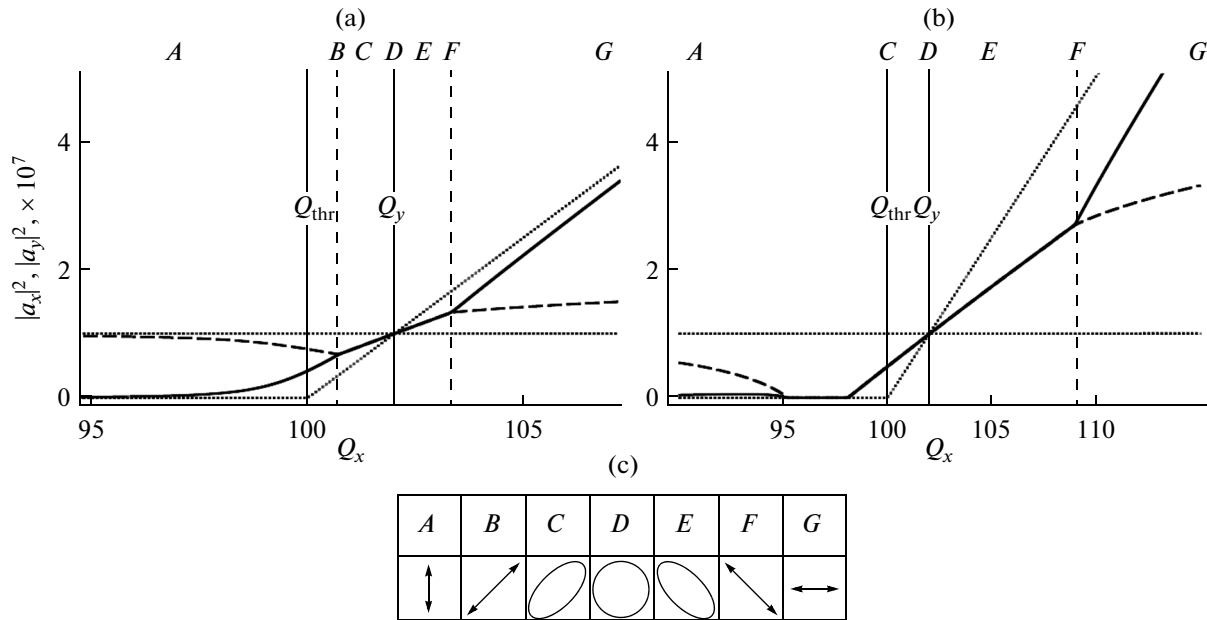 (a) (b)
A B C D E F G A C D E F G
4 4
|a_x|^2, |a_y|^2, × 10^7
Q_thr Q_y Q_thr Q_y
2 2
0 0
95 100 105 95 100 105 110
Q_x Q_x
(c)
A B C D E F G